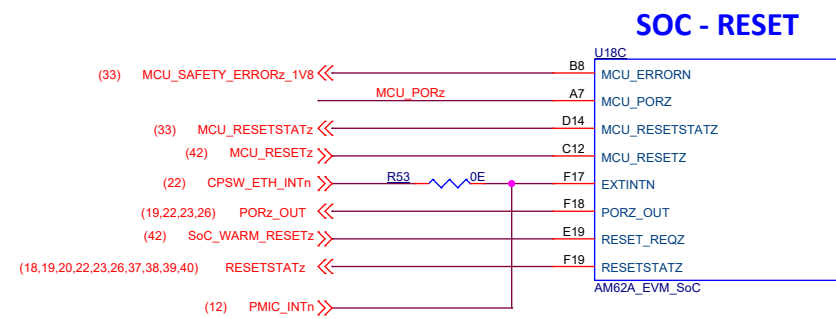 SOC - RESET
U18C
(33) MCU_SAFETY_ERRORz_1V8 B8 MCU_ERRORN
MCU_PORz A7 MCU_PORZ
(33) MCU_RESETSTATz D14 MCU_RESETSTATZ
(42) MCU_RESETz C12 MCU_RESETZ
(22) CPSW_ETH_INTn R53 0E F17 EXTINTN
(19,22,23,26) PORz_OUT F18 PORZ_OUT
(42) SoC_WARM_RESETz E19 RESET_REQZ
(18,19,20,22,23,26,37,38,39,40) RESETSTATz F19 RESETSTATZ
AM62A_EVM_SoC
(12) PMIC_INTn